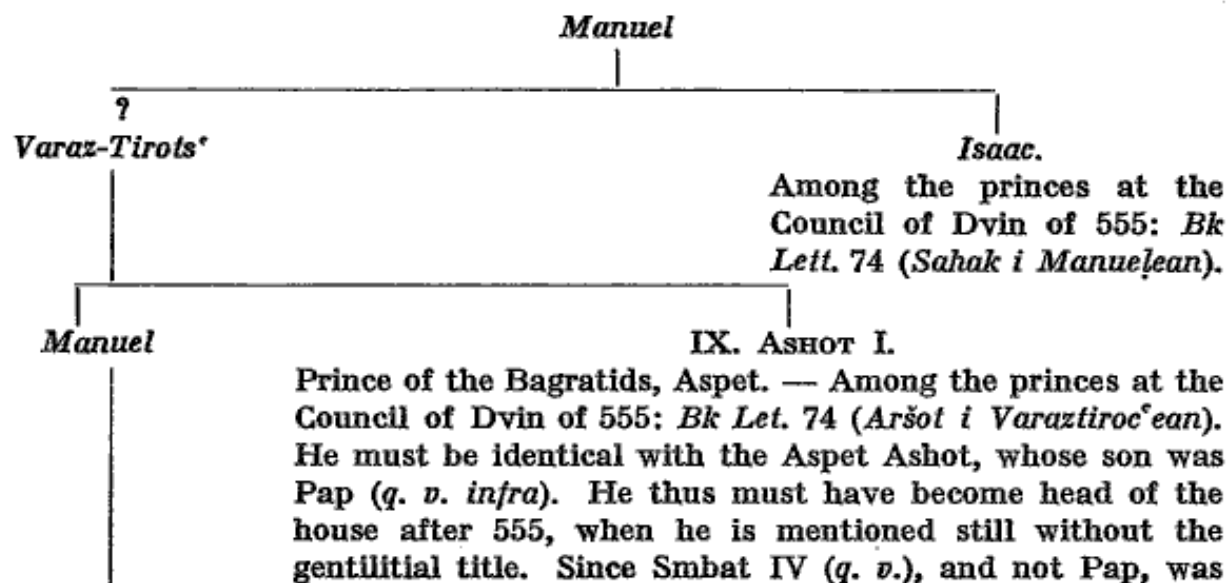 Manuel
?
Varaz-Tirotsʿ
Isaac.
Among the princes at the
Council of Dvin of 555: Bk
Lett. 74 (Sahak i Manueḷean).
Manuel
IX. ASHOT I.
Prince of the Bagratids, Aspet. — Among the princes at the
Council of Dvin of 555: Bk Let. 74 (Aršot i Varaztirocʿean).
He must be identical with the Aspet Ashot, whose son was
Pap (q. v. infra). He thus must have become head of the
house after 555, when he is mentioned still without the
gentilitial title. Since Smbat IV (q. v.), and not Pap, was